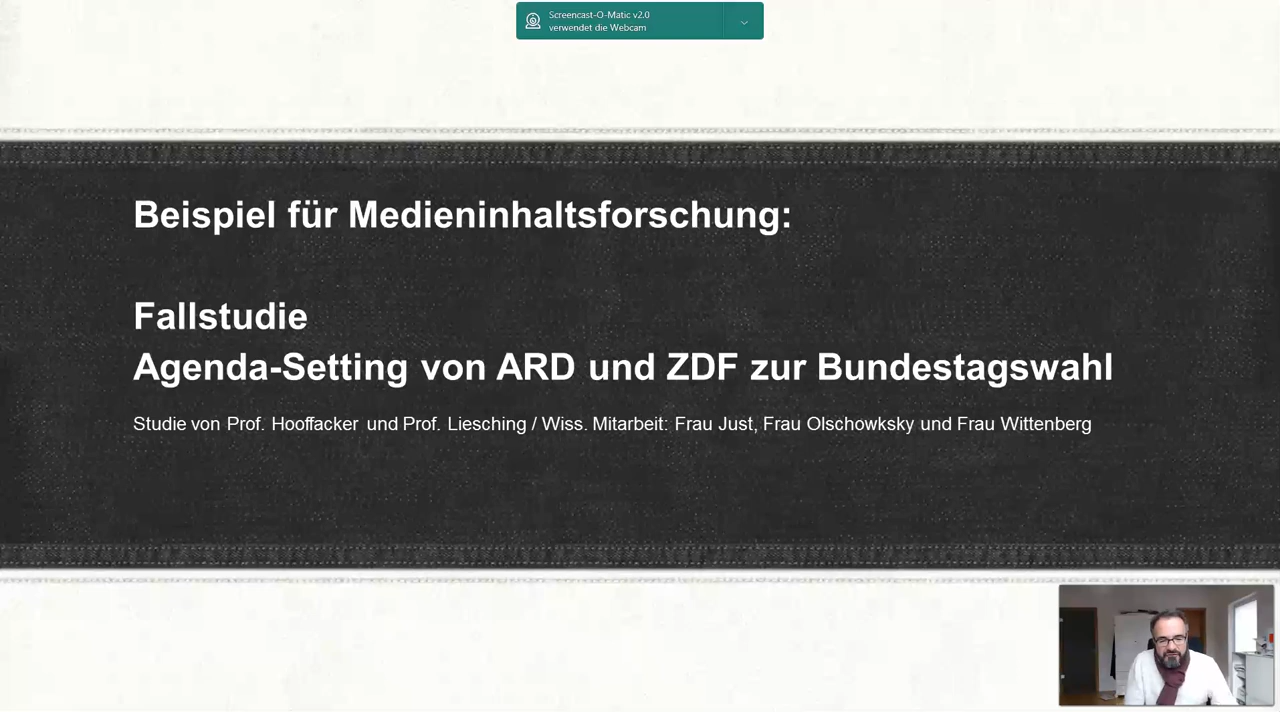 Screencast-O-Matic v2.0
verwendet die Webcam
Beispiel für Medieninhaltsforschung:
Fallstudie
Agenda-Setting von ARD und ZDF zur Bundestagswahl
Studie von Prof. Hooffacker und Prof. Liesching / Wiss. Mitarbeit: Frau Just, Frau Olschowksky und Frau Wittenberg